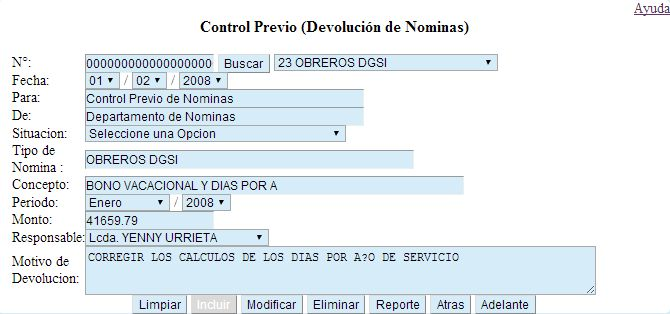 Ayuda
Control Previo (Devolución de Nominas)
N°: 000000000000000000 Buscar 23 OBREROS DGSI
Fecha: 01 / 02 / 2008
Para: Control Previo de Nominas
De: Departamento de Nominas
Situacion: Seleccione una Opcion
Tipo de
Nomina : OBREROS DGSI
Concepto: BONO VACACIONAL Y DIAS POR A
Periodo: Enero / 2008
Monto: 41659.79
Responsable: Lcda. YENNY URRIETA
Motivo de
Devolucion: CORREGIR LOS CALCULOS DE LOS DIAS POR A?O DE SERVICIO
Limpiar Incluir Modificar Eliminar Reporte Atras Adelante